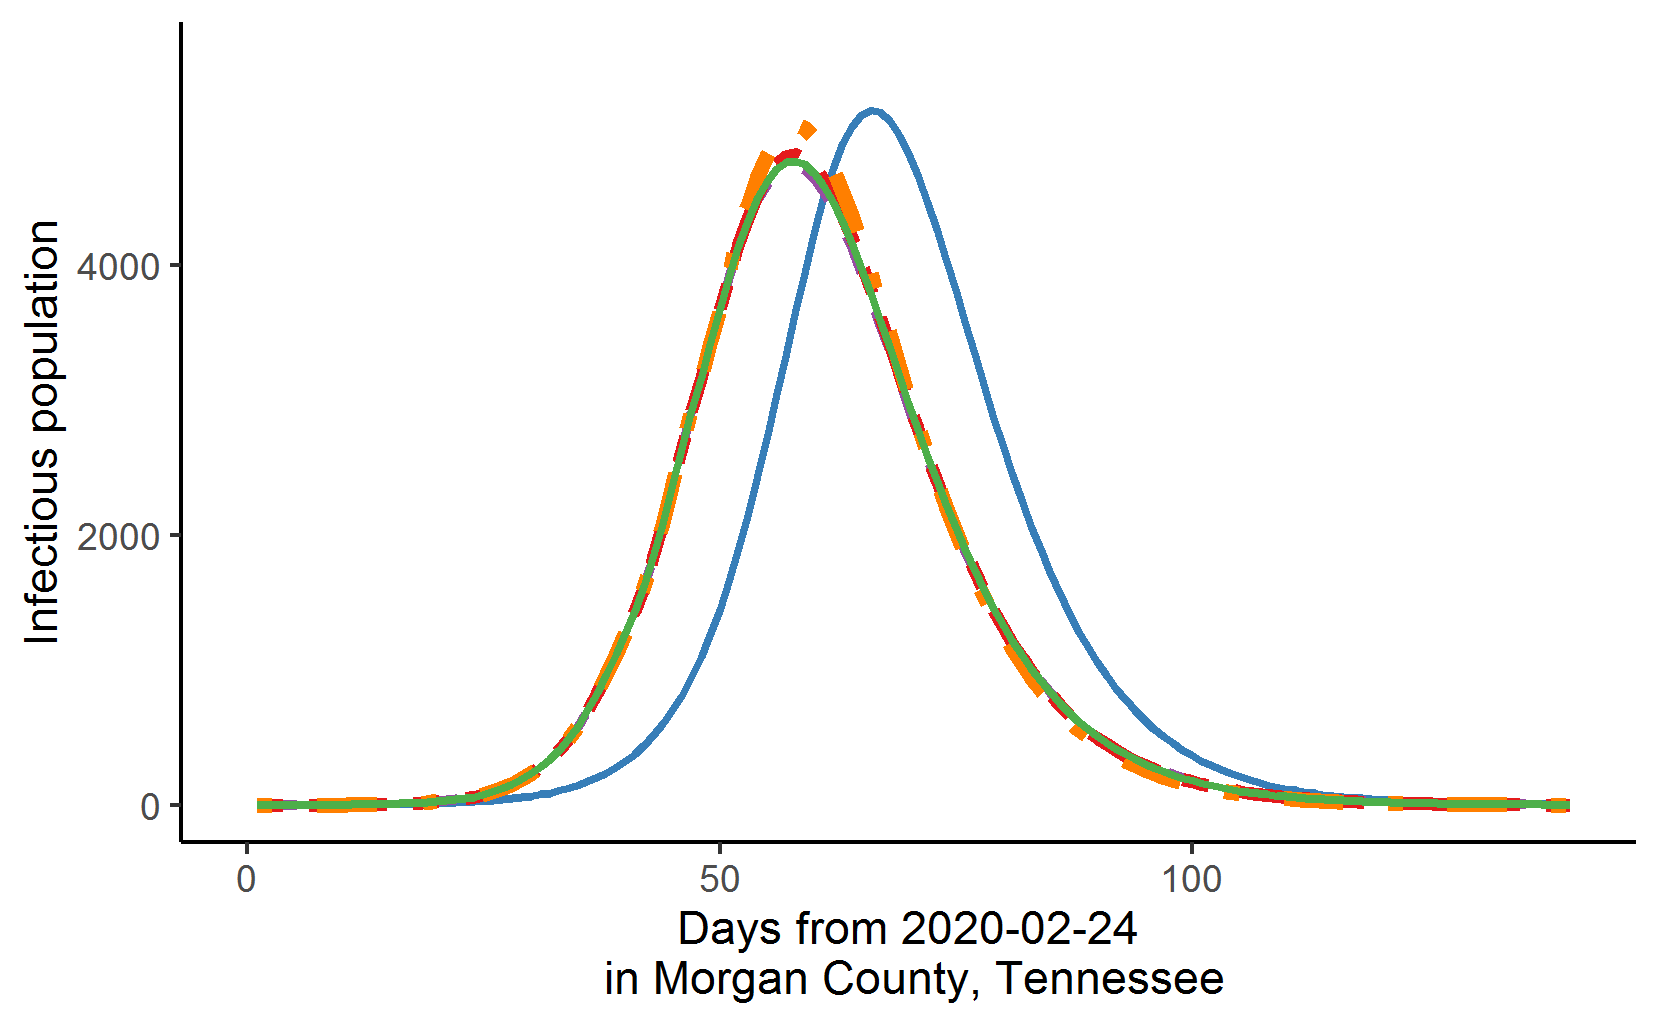 Infectious population
4000
2000
0
0
50
100
Days from 2020-02-24
in Morgan County, Tennessee